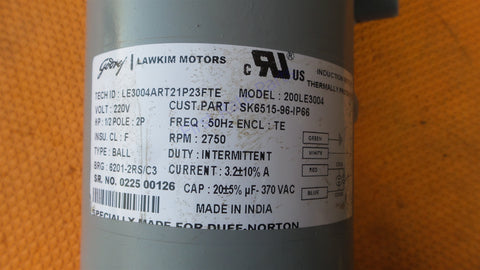 Godrej | LAWKIM MOTORS
c RU US
INDUCTION
THERMALLY
TECH ID : LE3004ART21P23FTE MODEL : 200LE3004
VOLT : 220V CUST.PART : SK6515-96-IP66
HP : 1/2 POLE : 2P FREQ : 50Hz ENCL : TE
INSU. CL : F RPM : 2750
TYPE : BALL DUTY : INTERMITTENT
BRG : 6201-2RS/C3 CURRENT : 3.2±10% A
SR. NO. 0225 00126 CAP : 20±5% µF- 370 VAC
GREEN
WHITE
RED
BLUE
MADE IN INDIA
SPECIALLY MADE FOR DUFF-NORTON